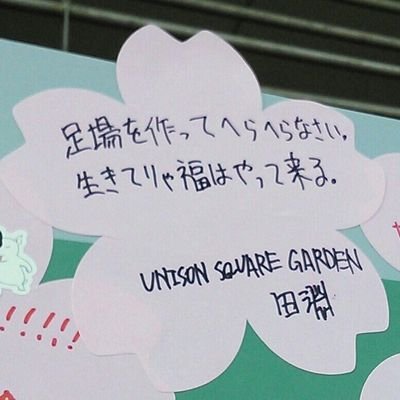 足場を作ってへらへらなさい。
生きてりゃ福はやって来る。
UNISON SQUARE GARDEN
田淵
!!!!!